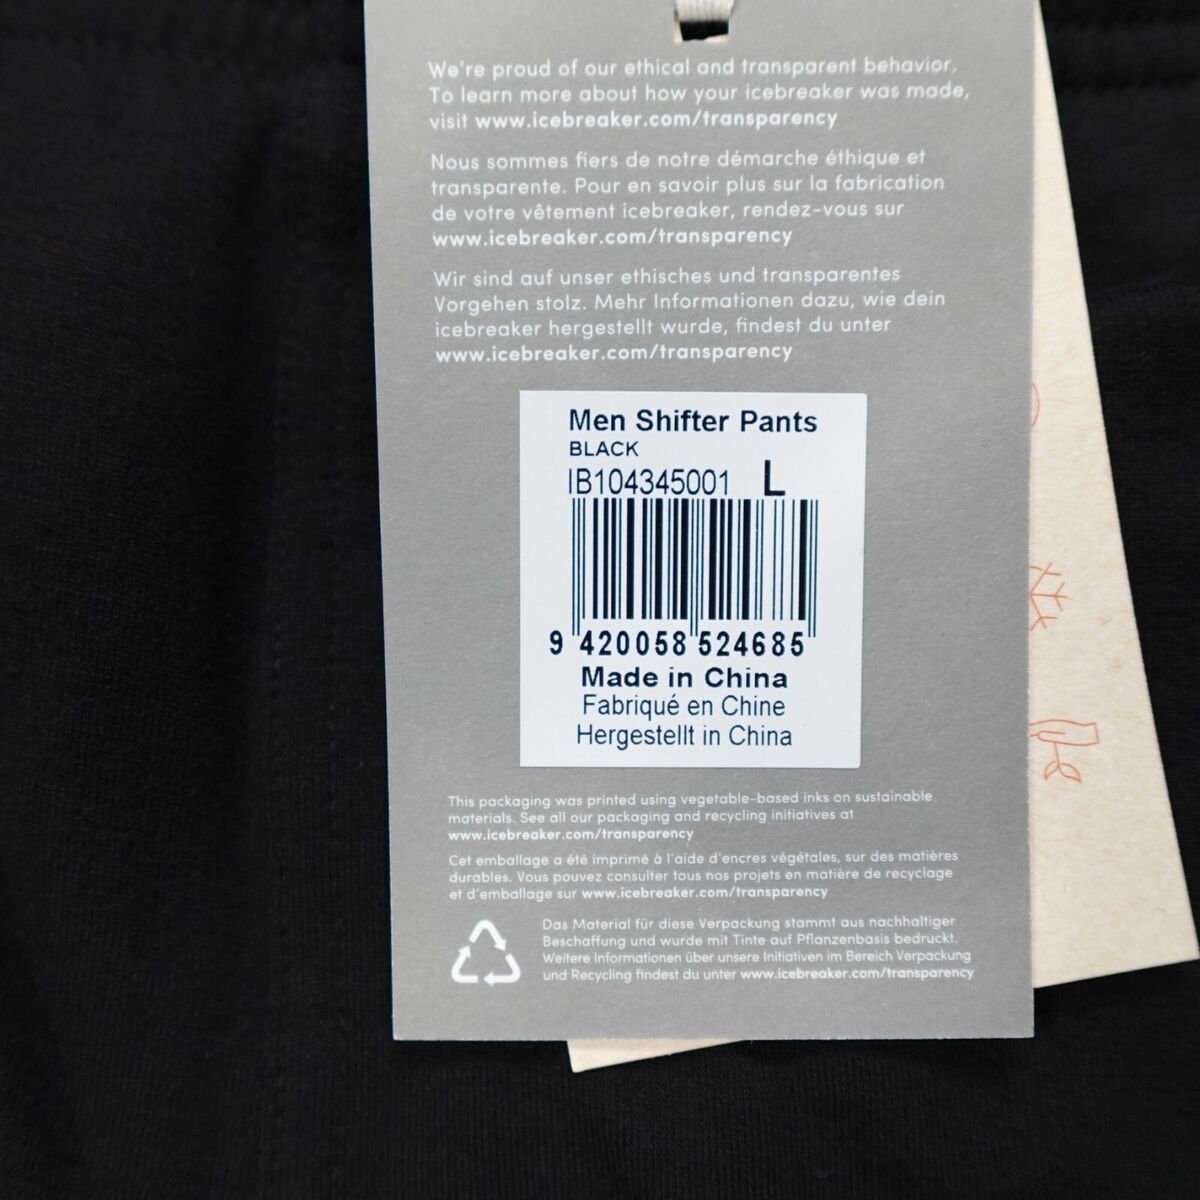 We're proud of our ethical and transparent behavior.
To learn more about how your icebreaker was made,
visit www.icebreaker.com/transparency
Nous sommes fiers de notre démarche éthique et
transparente. Pour en savoir plus sur la fabrication
de votre vêtement icebreaker, rendez-vous sur
www.icebreaker.com/transparency
Wir sind auf unser ethisches und transparentes
Vorgehen stolz. Mehr Informationen dazu, wie dein
icebreaker hergestellt wurde, findest du unter
www.icebreaker.com/transparency
Men Shifter Pants
BLACK
IB104345001 L
9 420058 524685
Made in China
Fabriqué en Chine
Hergestellt in China
This packaging was printed using vegetable-based inks on sustainable
materials. See all our packaging and recycling initiatives at
www.icebreaker.com/transparency
Cet emballage a été imprimé à l'aide d'encres végétales, sur des matières
durables. Vous pouvez consulter tous nos projets en matière de recyclage
et d'emballage sur www.icebreaker.com/transparency
Das Material für diese Verpackung stammt aus nachhaltiger
Beschaffung und wurde mit Tinte auf Pflanzenbasis bedruckt.
Weitere Informationen über unsere Initiativen im Bereich Verpackung
und Recycling findest du unter www.icebreaker.com/transparency